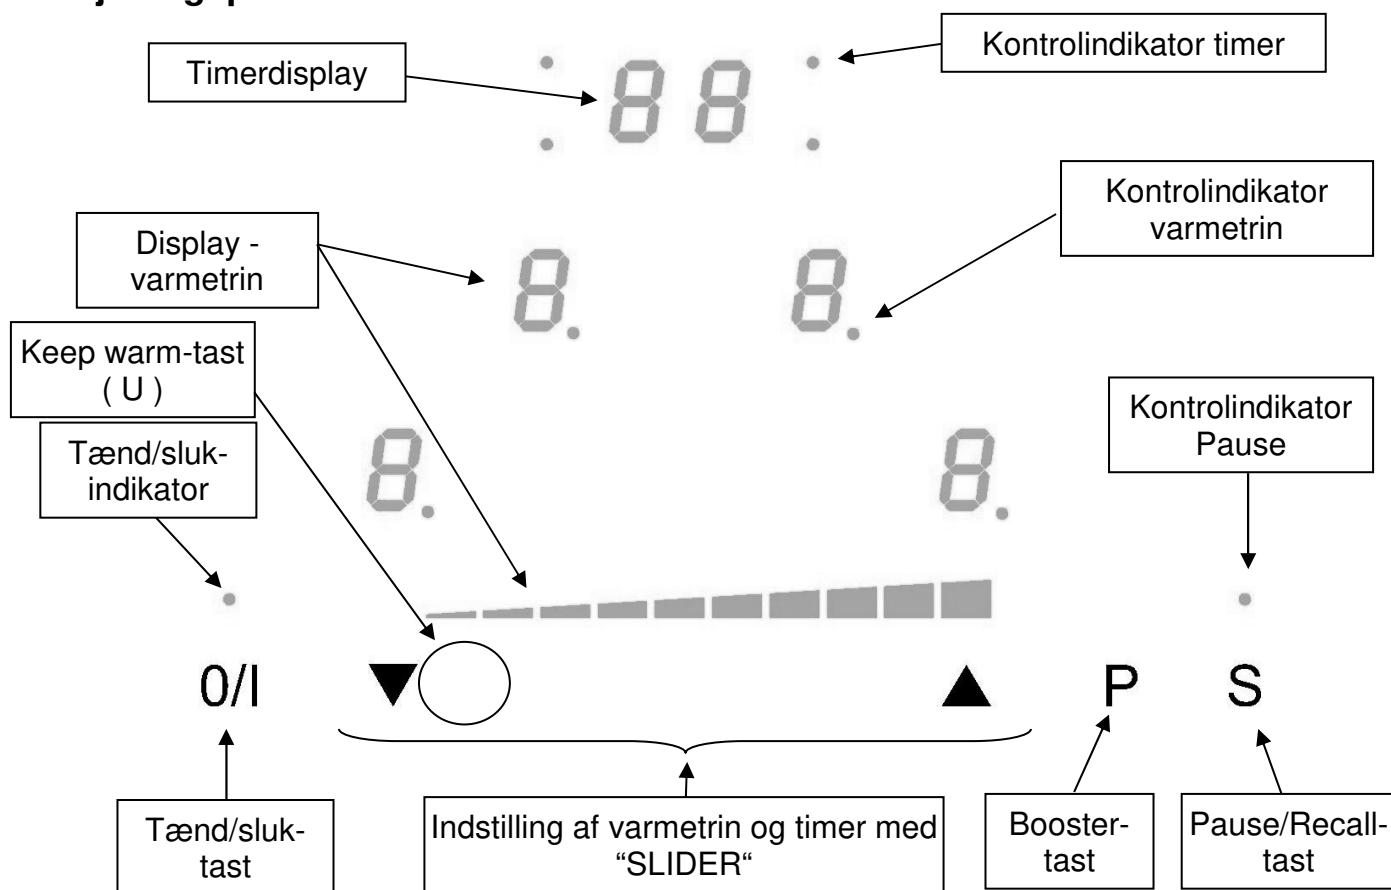 Timerdisplay
88
Kontrolindikator timer
Kontrolindikator
varmetrin
Display -
varmetrin
8. 8.
Keep warm-tast
( U )
Kontrolindikator
Pause
Tænd/sluk-
indikator
8. 8.
0/I ▼ ▲ P S
Tænd/sluk-
tast
Indstilling af varmetrin og timer med
“SLIDER“
Booster-
tast
Pause/Recall-
tast